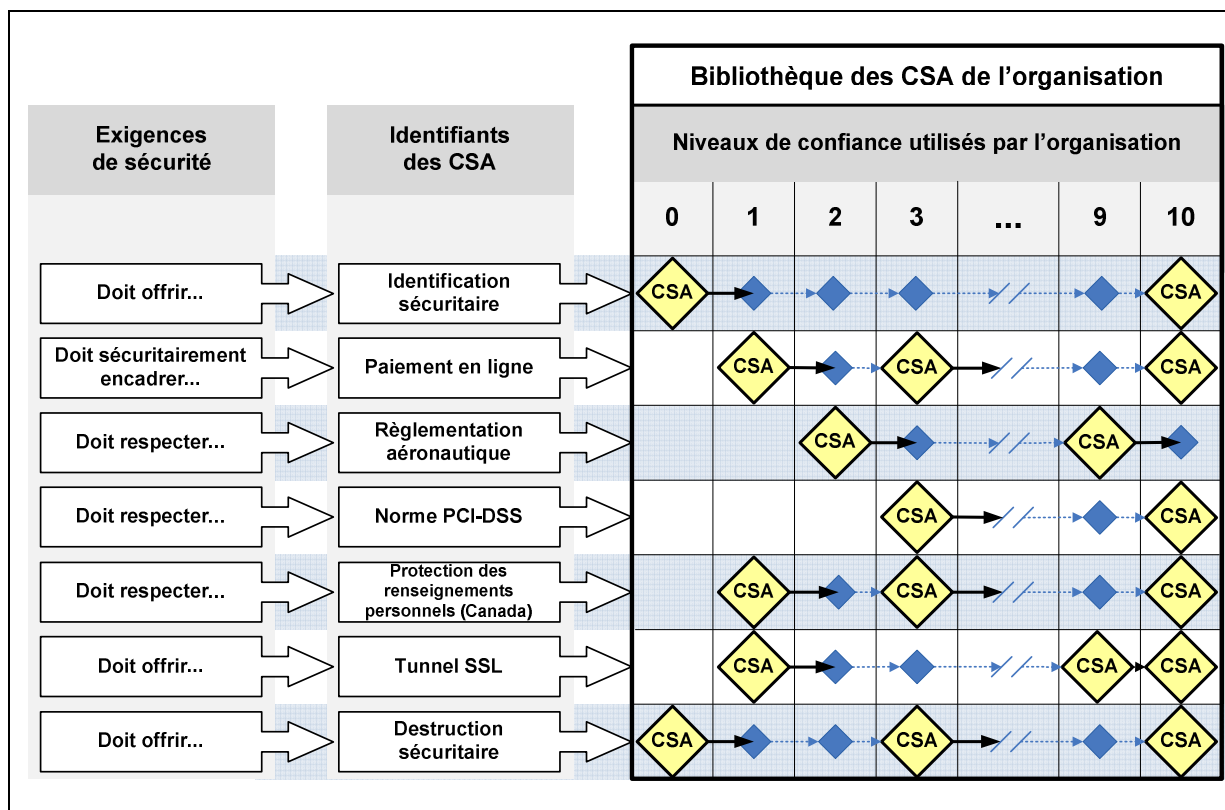 Bibliothèque des CSA de l'organisation
Exigences
de sécurité
Identifiants
des CSA
Niveaux de confiance utilisés par l'organisation
0 1 2 3 ... 9 10
Doit offrir...
Identification
sécuritaire
CSA CSA
Doit sécuritairement
encadrer...
Paiement en ligne
CSA CSA CSA
Doit respecter...
Règlementation
aéronautique
CSA CSA
Doit respecter...
Norme PCI-DSS
CSA CSA
Doit respecter...
Protection des
renseignements
personnels (Canada)
CSA CSA CSA
Doit offrir...
Tunnel SSL
CSA CSA CSA
Doit offrir...
Destruction
sécuritaire
CSA CSA CSA